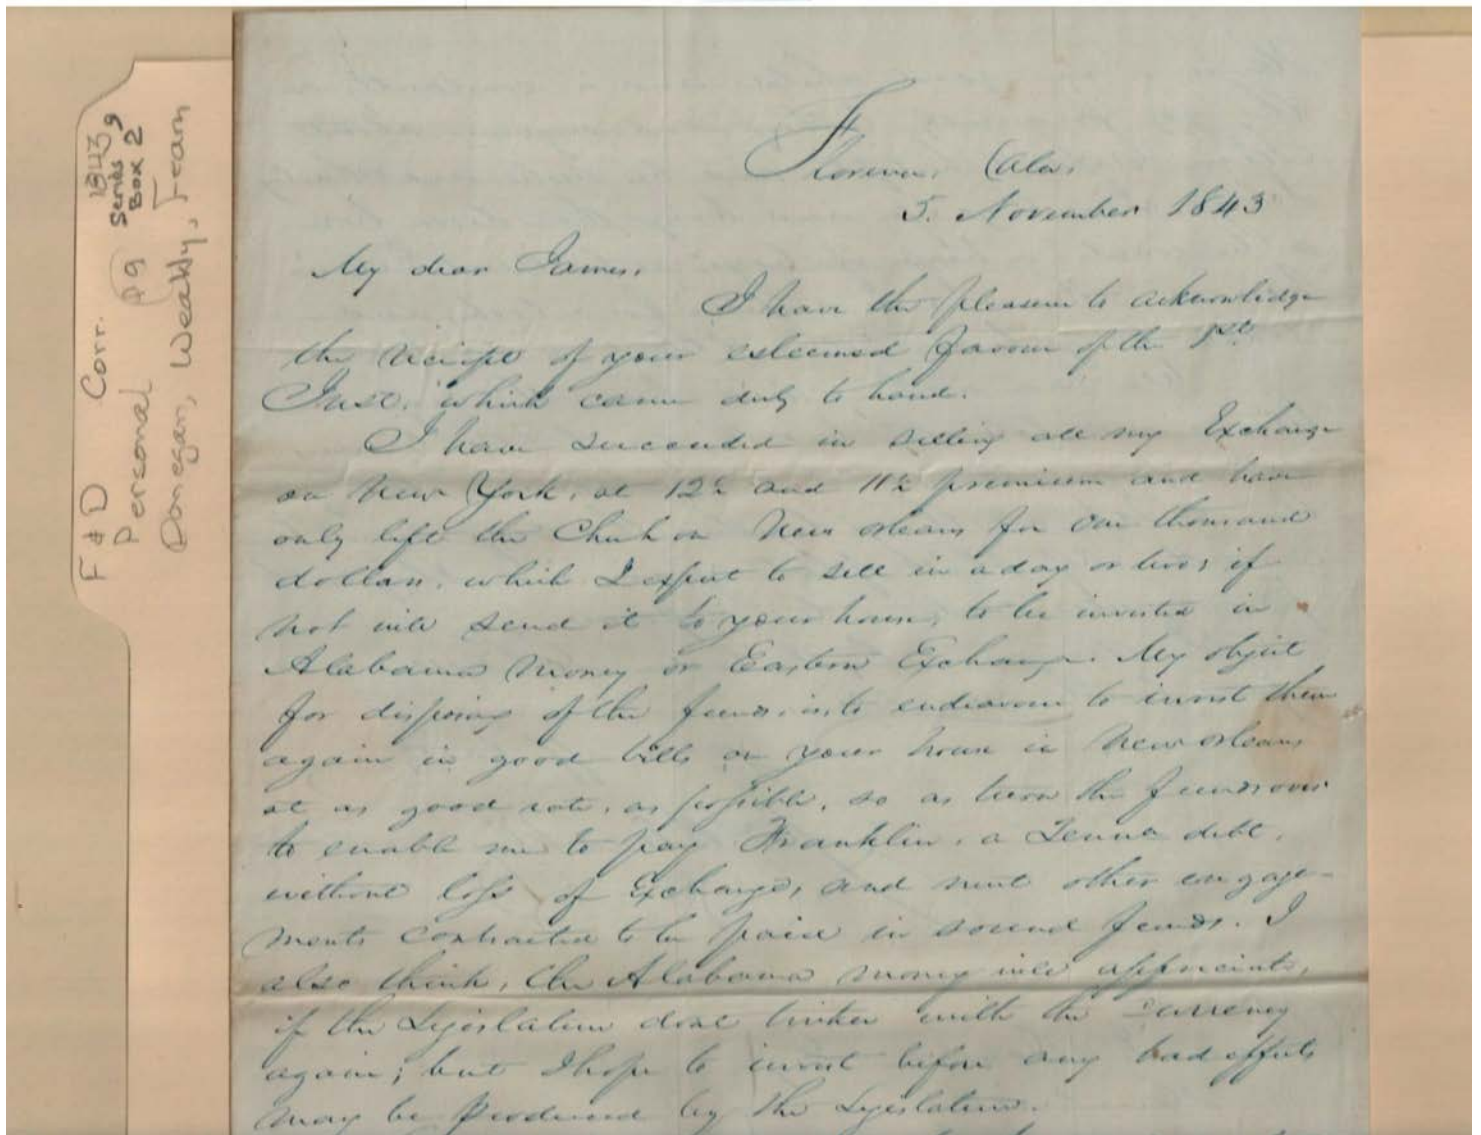 F & D Corr. 1843
Personal 99 Series 9
Box 2
Donegan, Weakly, Fearn
Florence, Ala,
5. November 1843
My dear James,
I have the pleasure to acknowledge
the receipt of your esteemed favour of the 1st
Inst. which came duly to hand.
I have succeeded in selling all my Exchange
on New York, at 12½ and 11½ premium and have
only left the Check on New orleans for one thousand
dollars, which I expect to sell in a day or two; if
not will send it to your house, to be invested in
Alabama Money or Eastern Exchange. My object
for disposing of the funds, is to endeavour to invest them
again in good bills on your house in New orleans
at as good rate, as possible, so as turn the funds over
to enable me to pay Franklin, a Tenna debt,
without loss of Exchange, and meet other engage-
ments contracted to be paid in sound funds. I
also think, the Alabama money will appreciate,
if the Legislature dont tinker with the currency
again; but I hope to invest before any bad effects
may be produced by the Legislature.